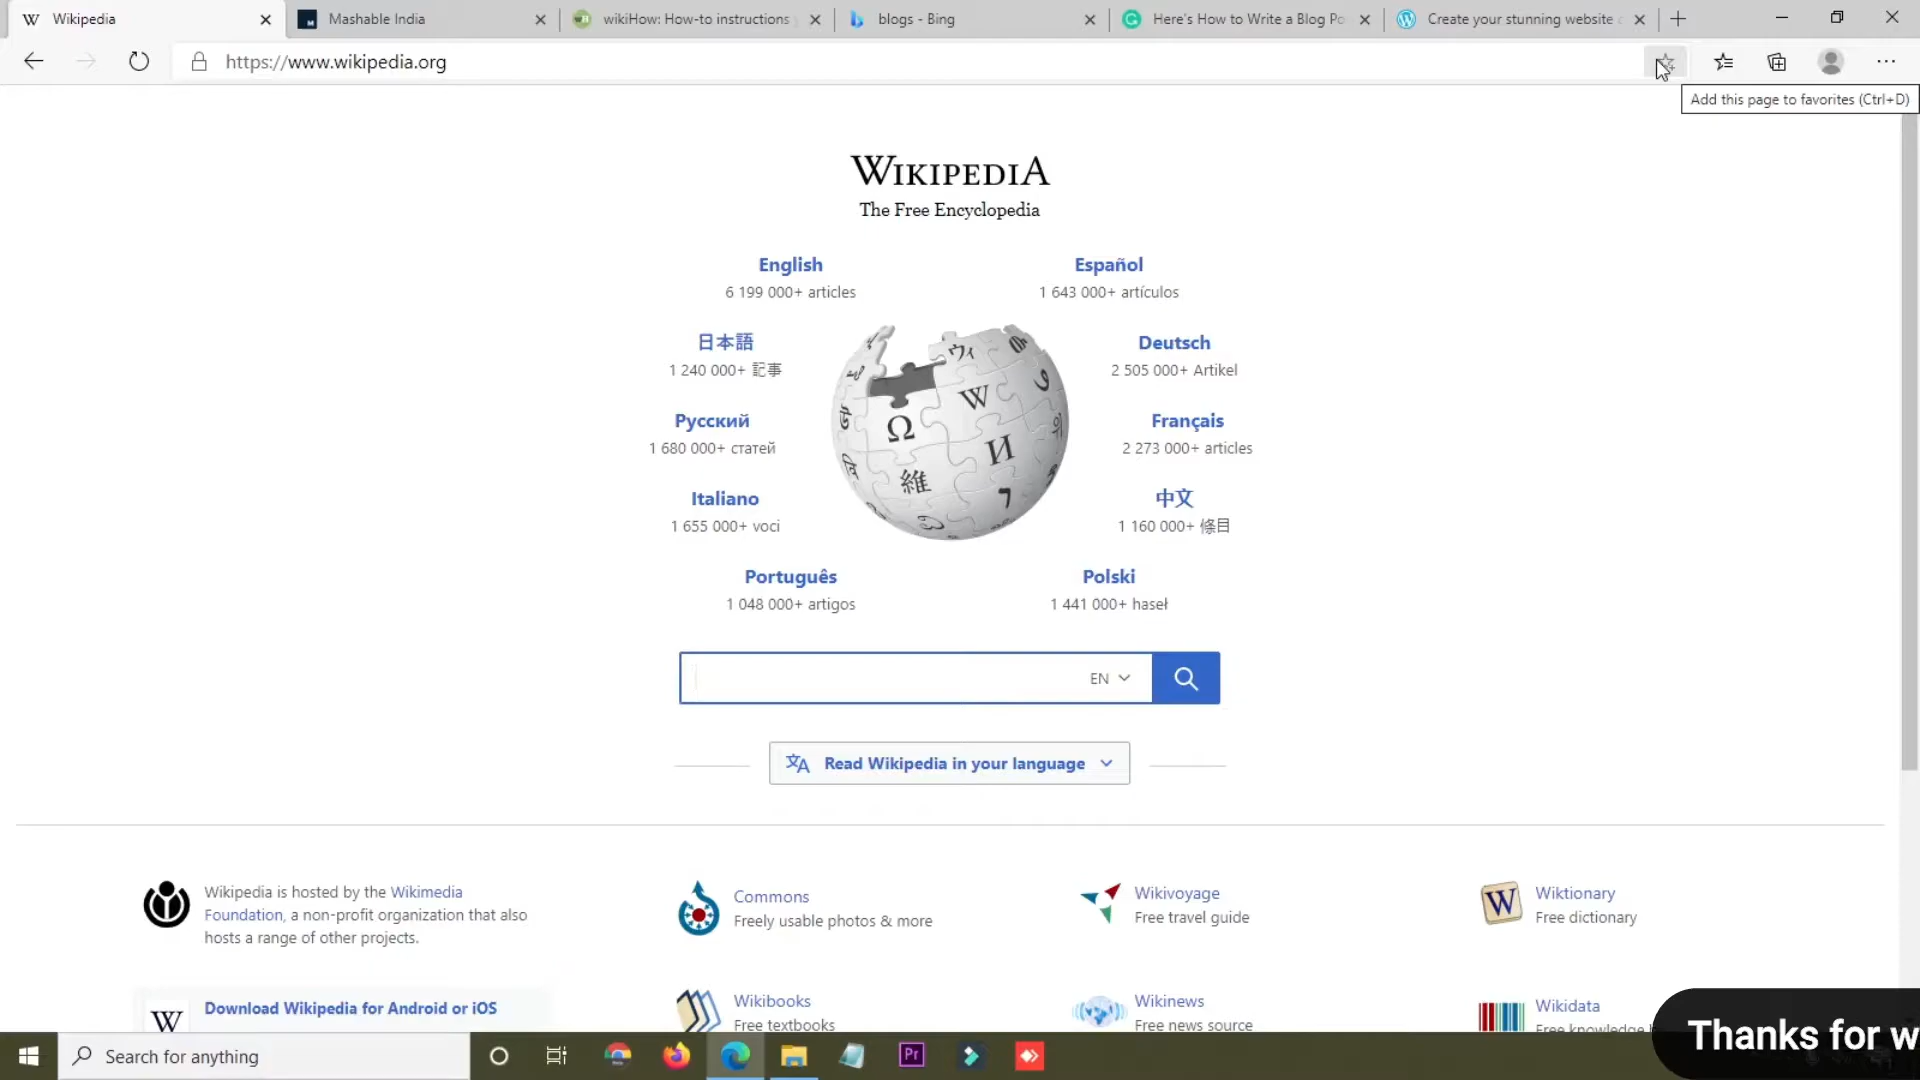 Wikipedia
Mashable India
wikiHow: How-to instructions
blogs - Bing
Here's How to Write a Blog Po
Create your stunning website
https://www.wikipedia.org
Add this page to favorites (Ctrl+D)
WIKIPEDIA
The Free Encyclopedia
English
6 199 000+ articles
Español
1 643 000+ artículos
日本語
1 240 000+ 記事
Deutsch
2 505 000+ Artikel
Русский
1 680 000+ статей
Français
2 273 000+ articles
Italiano
1 655 000+ voci
中文
1 160 000+ 條目
Português
1 048 000+ artigos
Polski
1 441 000+ haseł
EN
Read Wikipedia in your language
Wikipedia is hosted by the Wikimedia
Foundation, a non-profit organization that also
hosts a range of other projects.
Commons
Freely usable photos & more
Wikivoyage
Free travel guide
Wiktionary
Free dictionary
Download Wikipedia for Android or iOS
Wikibooks
Free textbooks
Wikinews
Free news source
Wikidata
Free knowledge
Thanks for w
Search for anything
Pr